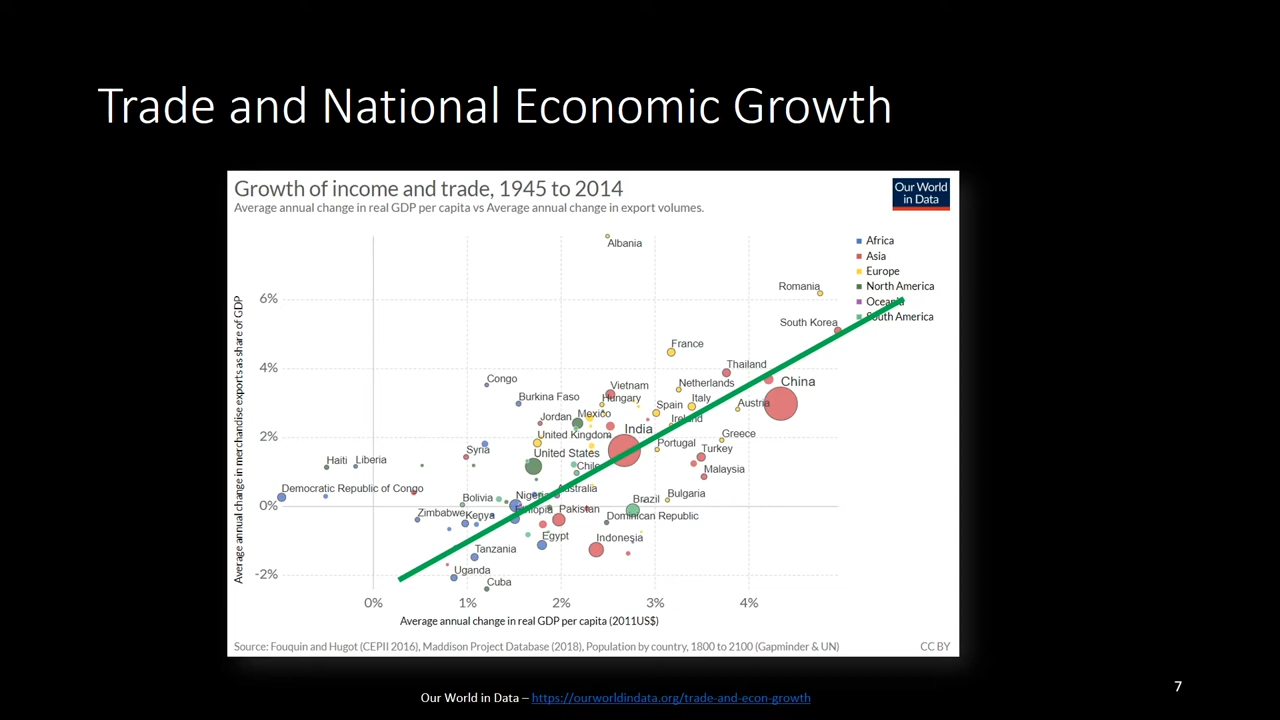 Trade and National Economic Growth
Growth of income and trade, 1945 to 2014
Average annual change in real GDP per capita vs Average annual change in export volumes.
Our World
in Data
Africa
Asia
Europe
North America
Oceania
South America
Average annual change in merchandise exports as share of GDP
6%
4%
2%
0%
-2%
Albania
Romania
South Korea
France
Thailand
China
Congo
Vietnam
Netherlands
Burkina Faso
Hungary
Italy
Spain
Austria
Jordan
Mexico
Ireland
India
United Kingdom
Greece
Portugal
Syria
United States
Turkey
Haiti
Liberia
Chile
Malaysia
Democratic Republic of Congo
Australia
Bolivia
Nigeria
Brazil
Bulgaria
Zimbabwe
Kenya
Ethiopia
Pakistan
Dominican Republic
Egypt
Indonesia
Tanzania
Uganda
Cuba
0%
1%
2%
3%
4%
Average annual change in real GDP per capita (2011US$)
Source: Fouquin and Hugot (CEPII 2016), Maddison Project Database (2018), Population by country, 1800 to 2100 (Gapminder & UN)
CC BY
7
Our World in Data – https://ourworldindata.org/trade-and-econ-growth